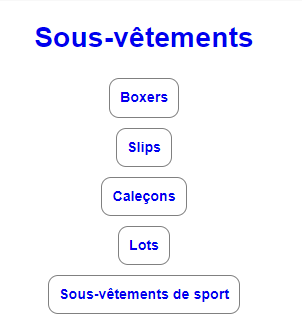 Sous-vêtements
Boxers
Slips
Caleçons
Lots
Sous-vêtements de sport